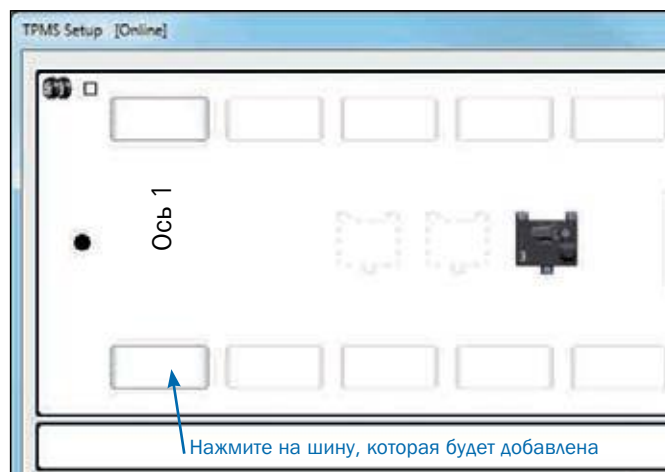 TPMS Setup [Online]
Ось 1
Нажмите на шину, которая будет добавлена